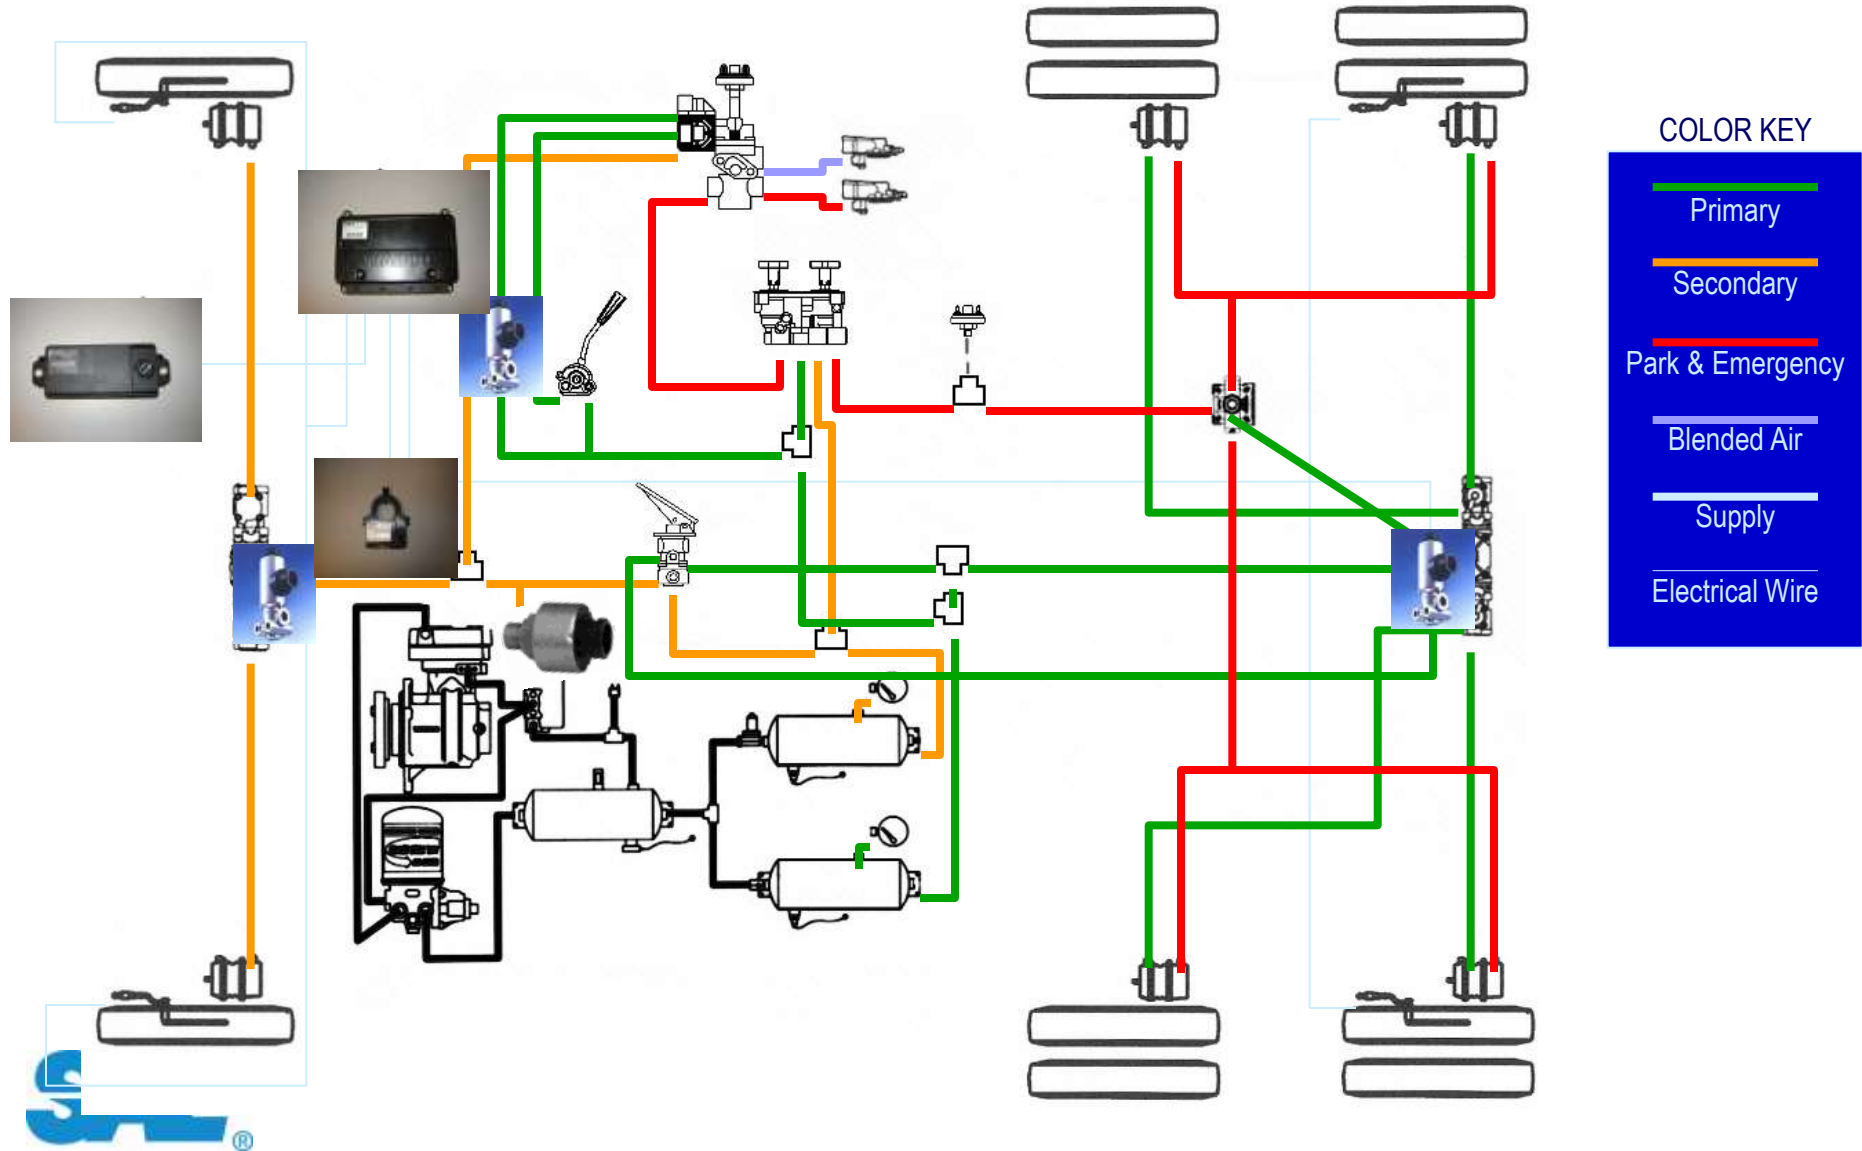 COLOR KEY
Primary
Secondary
Park & Emergency
Blended Air
Supply
Electrical Wire
®